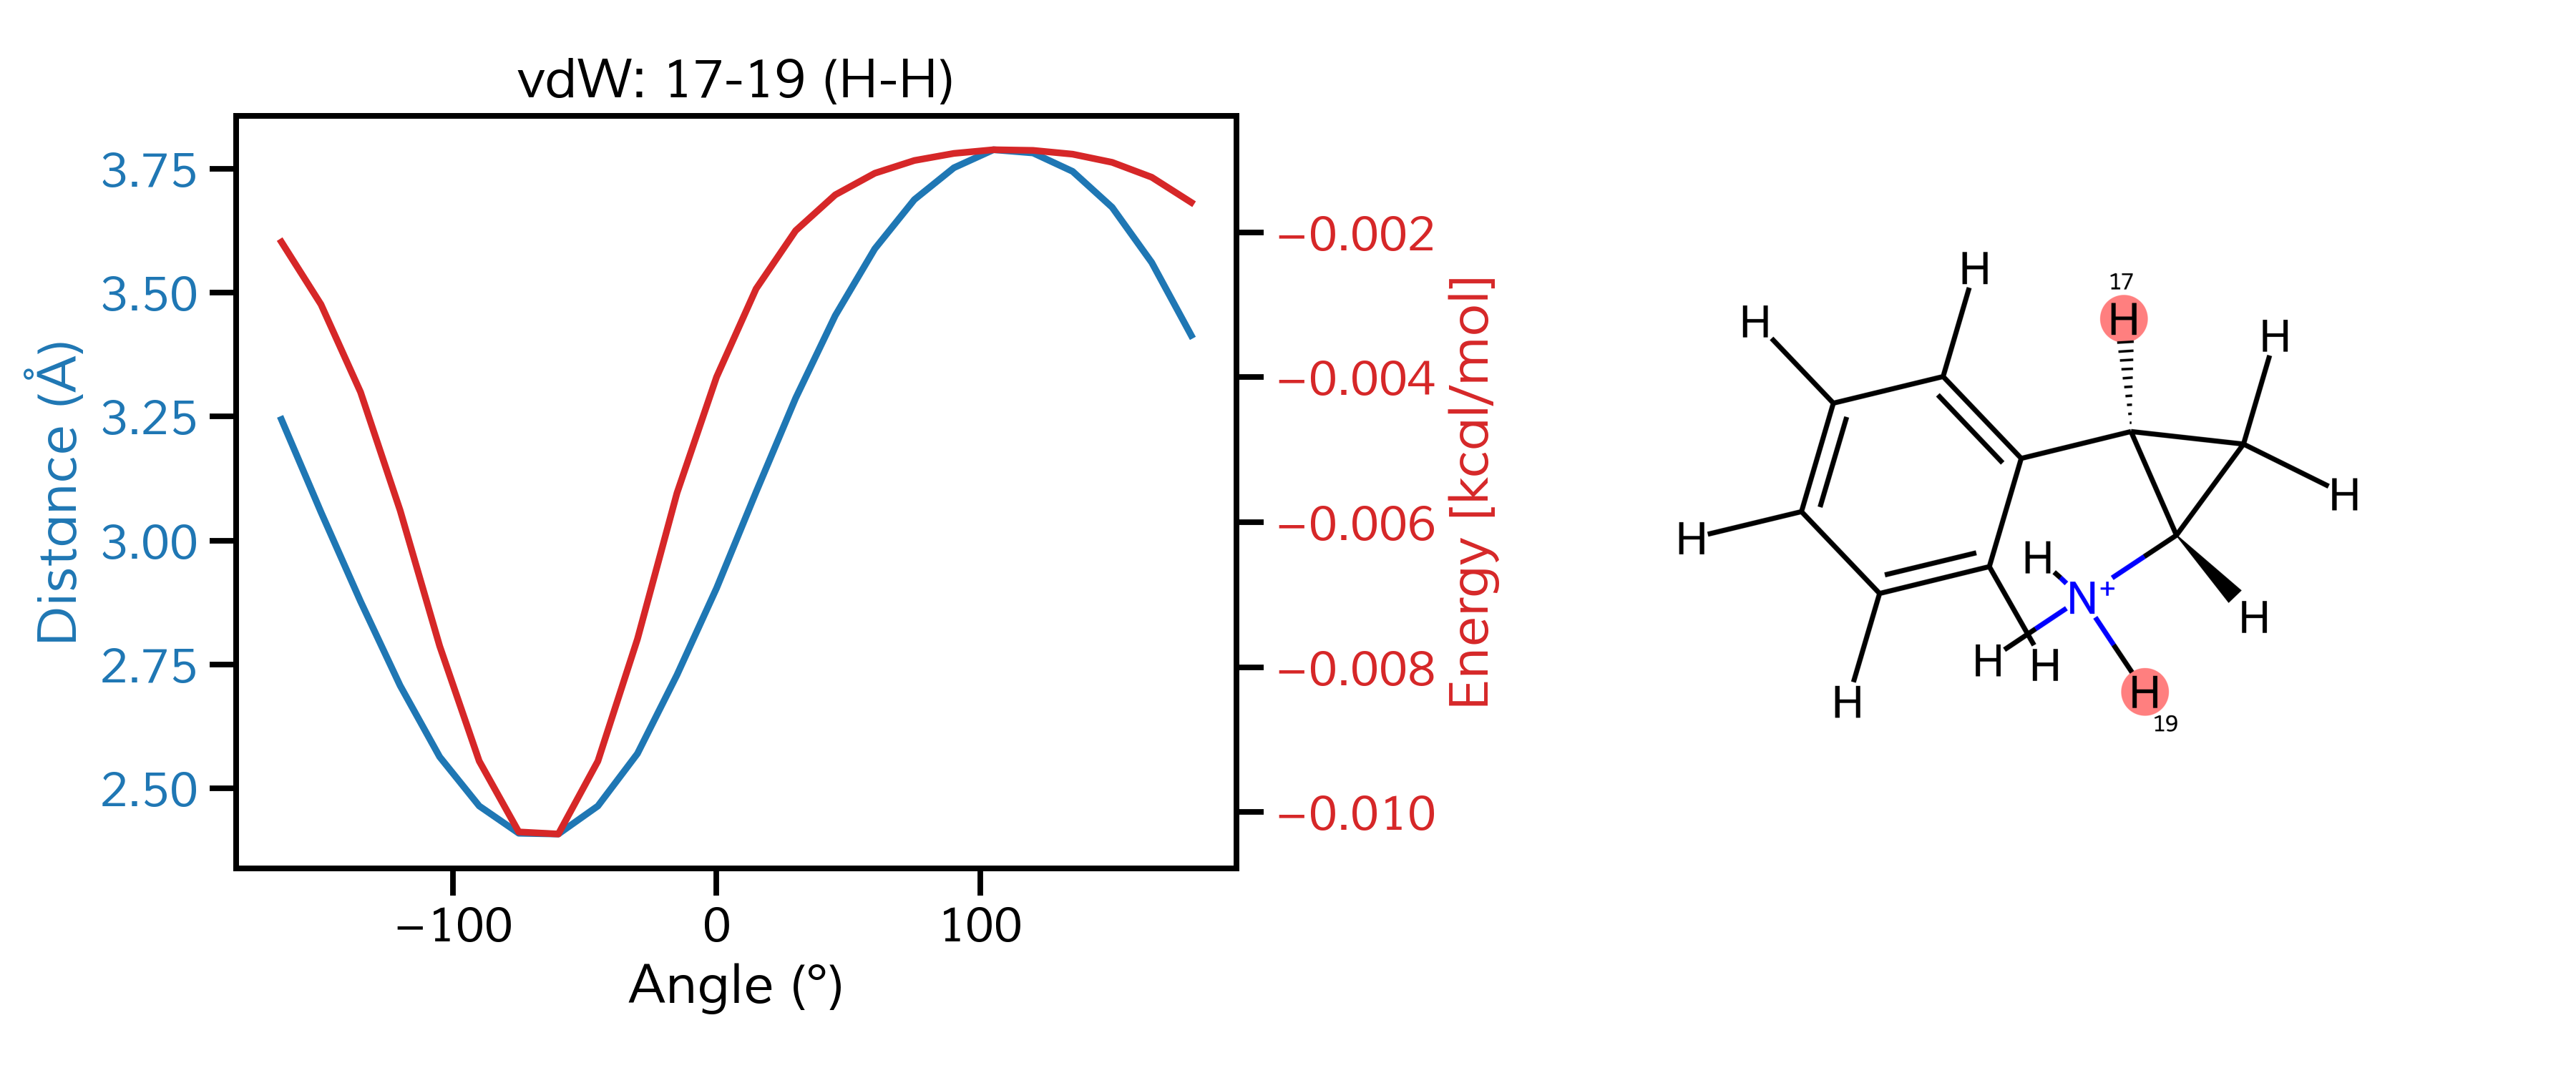 vdW: 17-19 (H-H)
Distance (Å)
3.75
3.50
3.25
3.00
2.75
2.50
−100
0
100
Angle (°)
−0.002
−0.004
−0.006
−0.008
−0.010
Energy [kcal/mol]
H
17
H
H
H
H
H
H
N+
H
H
H
H
H
19